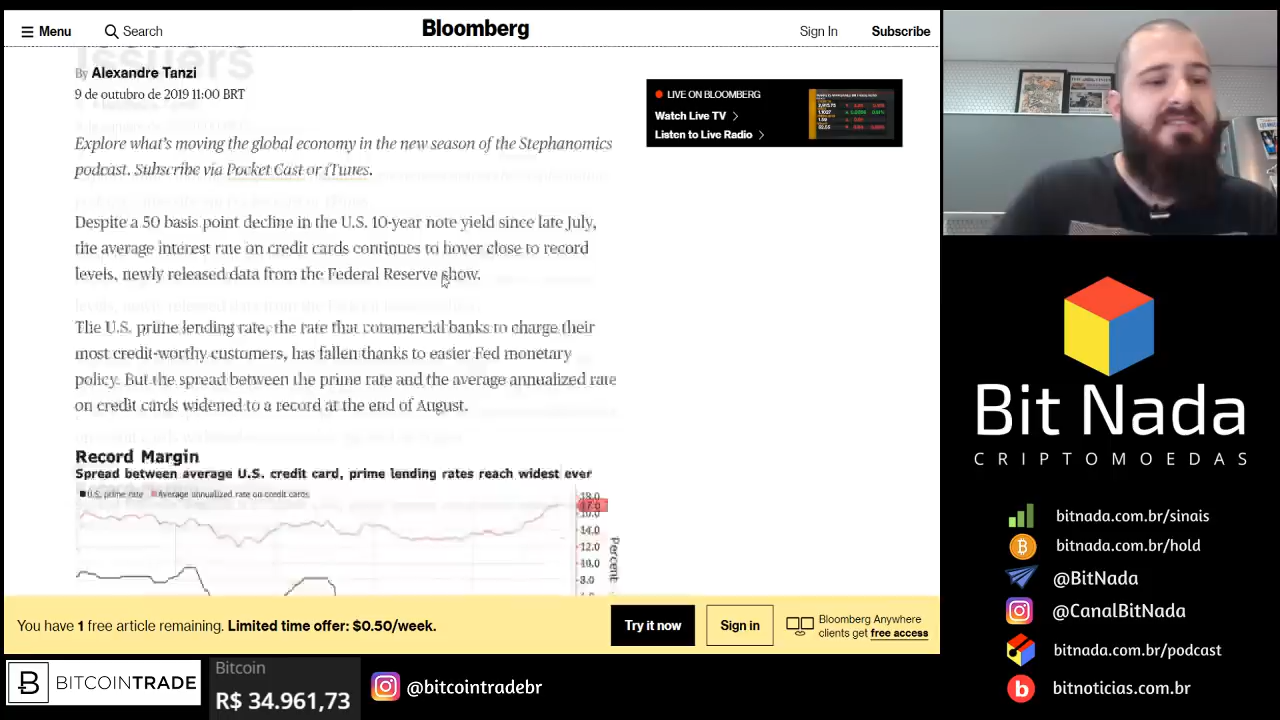 Menu
Search
Bloomberg
Sign In
Subscribe
Issuers
By Alexandre Tanzi
9 de outubro de 2019 11:00 BRT
LIVE ON BLOOMBERG
Watch Live TV
Listen to Live Radio
Explore what's moving the global economy in the new season of the Stephanomics
podcast. Subscribe via Pocket Cast or iTunes.
Despite a 50 basis point decline in the U.S. 10-year note yield since late July,
the average interest rate on credit cards continues to hover close to record
levels, newly released data from the Federal Reserve show.
The U.S. prime lending rate, the rate that commercial banks to charge their
most credit-worthy customers, has fallen thanks to easier Fed monetary
policy. But the spread between the prime rate and the average annualized rate
on credit cards widened to a record at the end of August.
Record Margin
Spread between average U.S. credit card, prime lending rates reach widest ever
U.S. prime rate Average annualized rate on credit cards
18.0
17.0
16.0
14.0
12.0
10.0
8.0
Percent
You have 1 free article remaining. Limited time offer: $0.50/week.
Try it now
Sign in
Bloomberg Anywhere
clients get free access
BITCOINTRADE
Bitcoin
R$ 34.961,73
@bitcointradebr
Bit Nada
CRIPTOMOEDAS
bitnada.com.br/sinais
bitnada.com.br/hold
@BitNada
@CanalBitNada
bitnada.com.br/podcast
bitnoticias.com.br